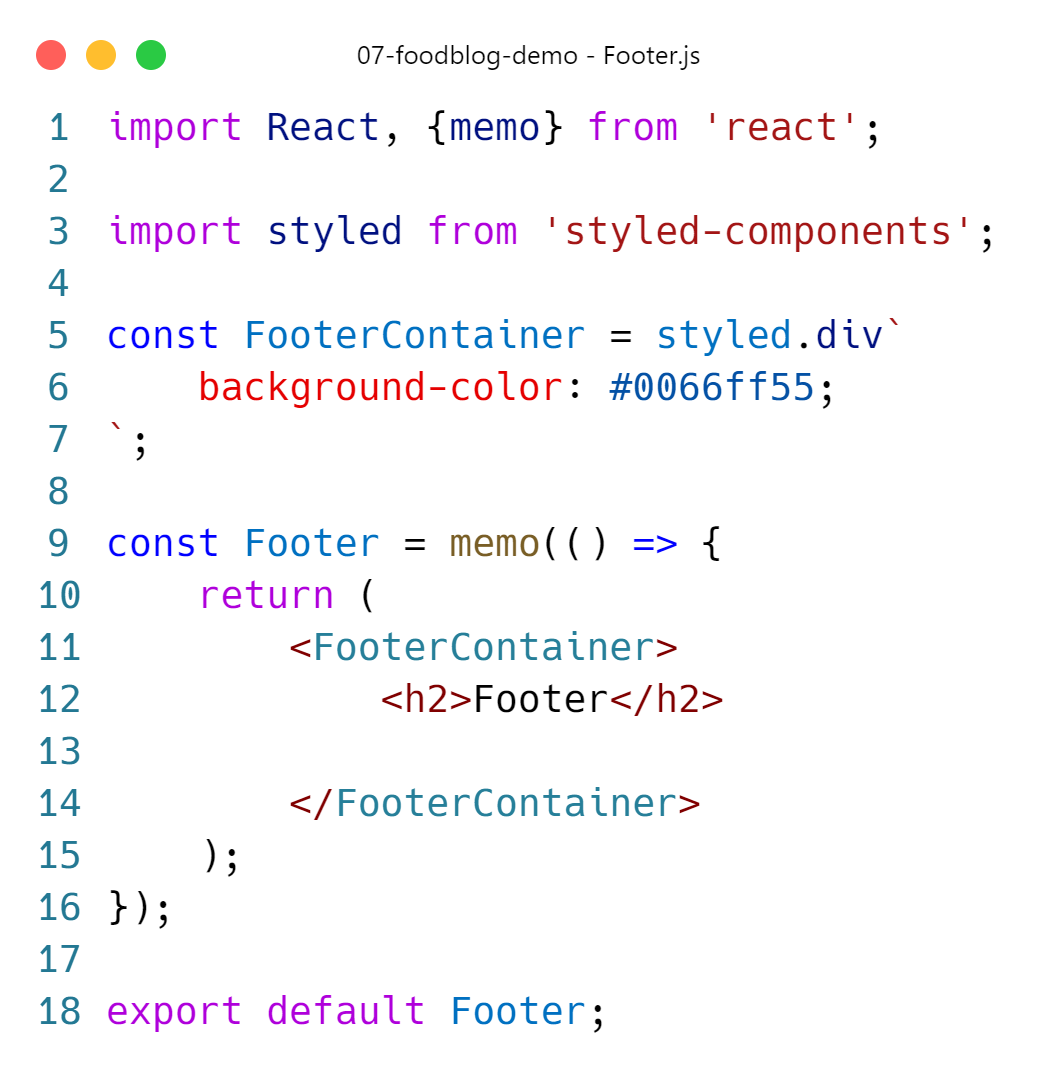 07-foodblog-demo - Footer.js
1 import React, {memo} from 'react';
2
3 import styled from 'styled-components';
4
5 const FooterContainer = styled.div`
6     background-color: #0066ff55;
7 `;
8
9 const Footer = memo(() => {
10     return (
11         <FooterContainer>
12             <h2>Footer</h2>
13
14         </FooterContainer>
15     );
16 });
17
18 export default Footer;